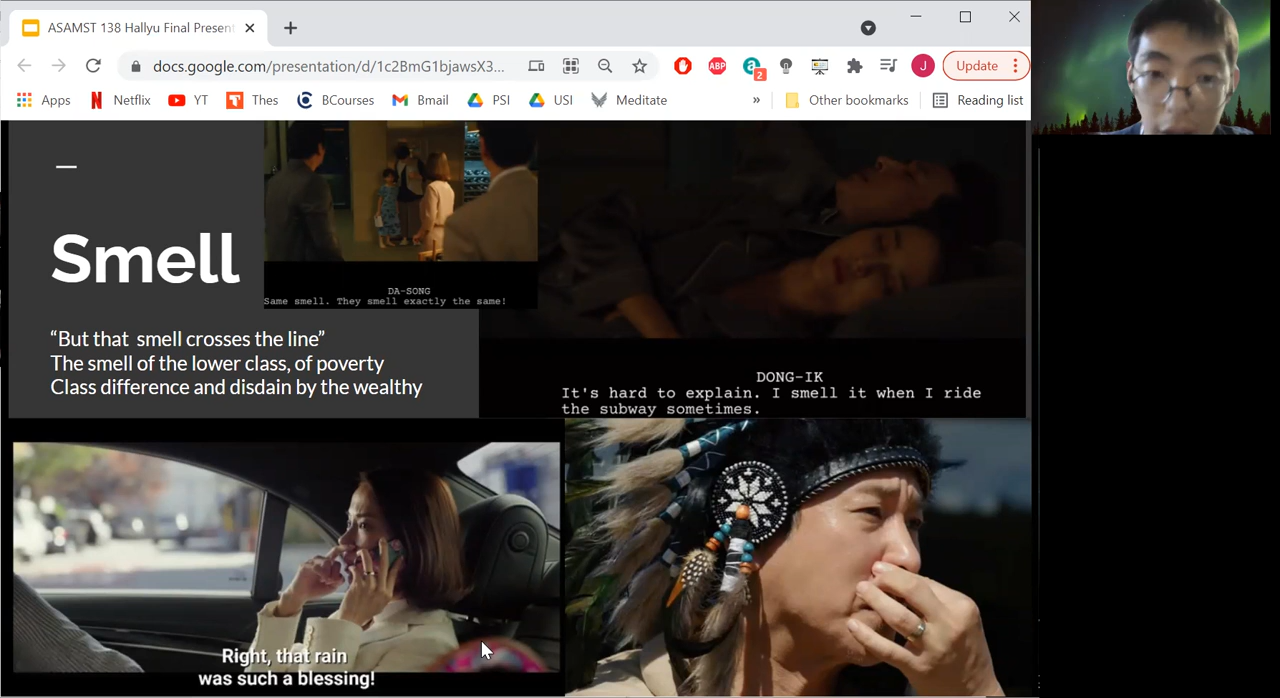 ASAMST 138 Hallyu Final Present
docs.google.com/presentation/d/1c2BmG1bjawsX3...
ABP
a
2
J
Update
Apps
Netflix
YT
Thes
BCourses
Bmail
PSI
USI
Meditate
»
Other bookmarks
Reading list
Smell
“But that smell crosses the line”
The smell of the lower class, of poverty
Class difference and disdain by the wealthy
DA-SONG
Same smell. They smell exactly the same!
DONG-IK
It's hard to explain. I smell it when I ride
the subway sometimes.
Right, that rain
was such a blessing!